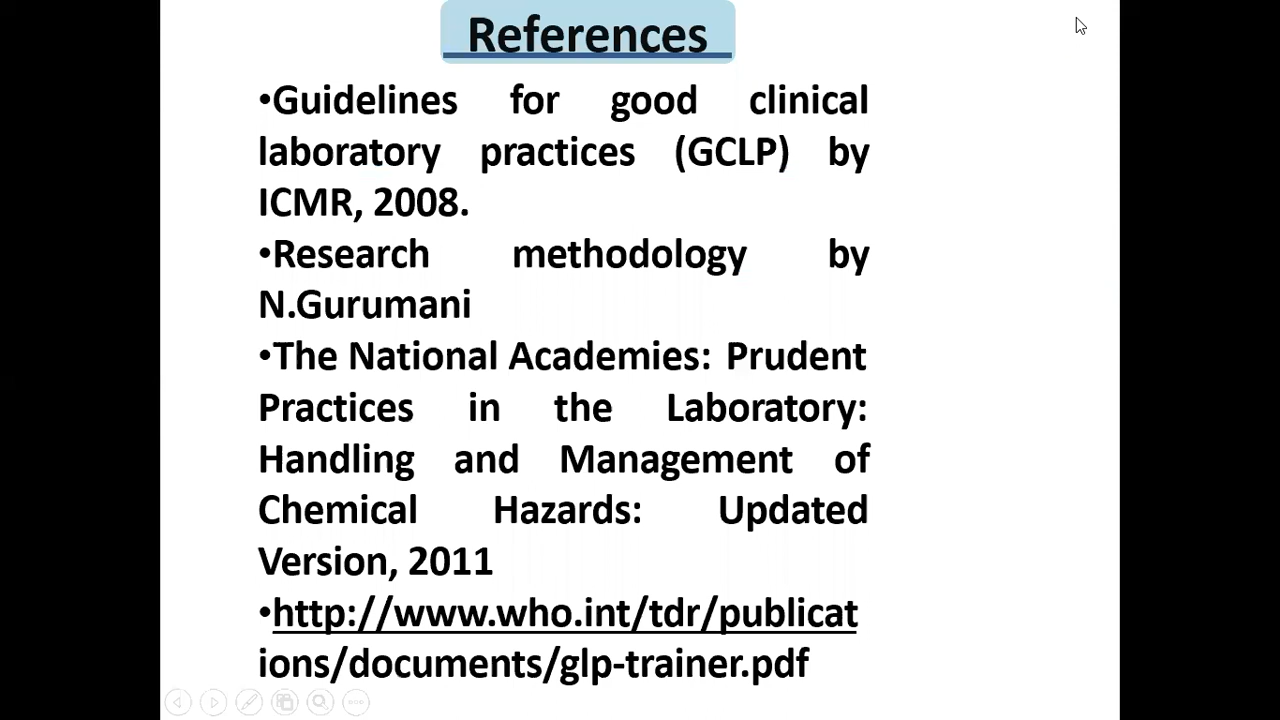 References
•Guidelines for good clinical
laboratory practices (GCLP) by
ICMR, 2008.
•Research methodology by
N.Gurumani
•The National Academies: Prudent
Practices in the Laboratory:
Handling and Management of
Chemical Hazards: Updated
Version, 2011
•http://www.who.int/tdr/publicat
ions/documents/glp-trainer.pdf